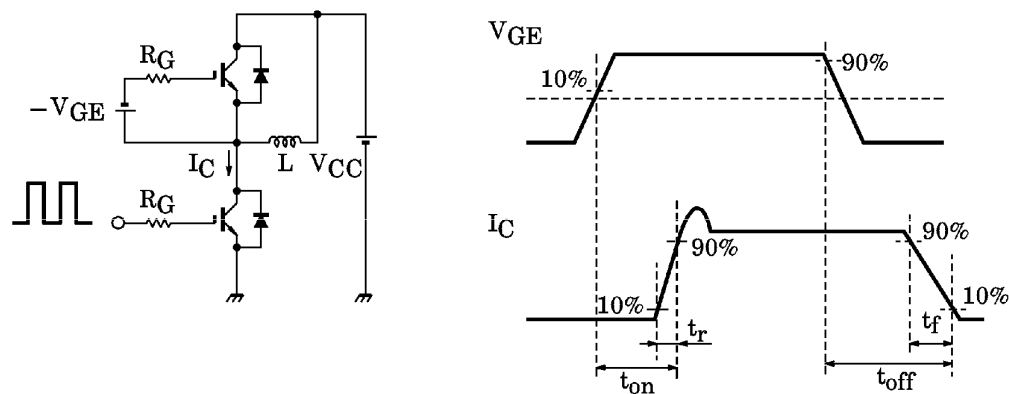 R_G
−V_GE
I_C
L
V_CC
R_G
V_GE
10%
90%
I_C
90%
90%
10%
10%
t_r
t_f
t_on
t_off